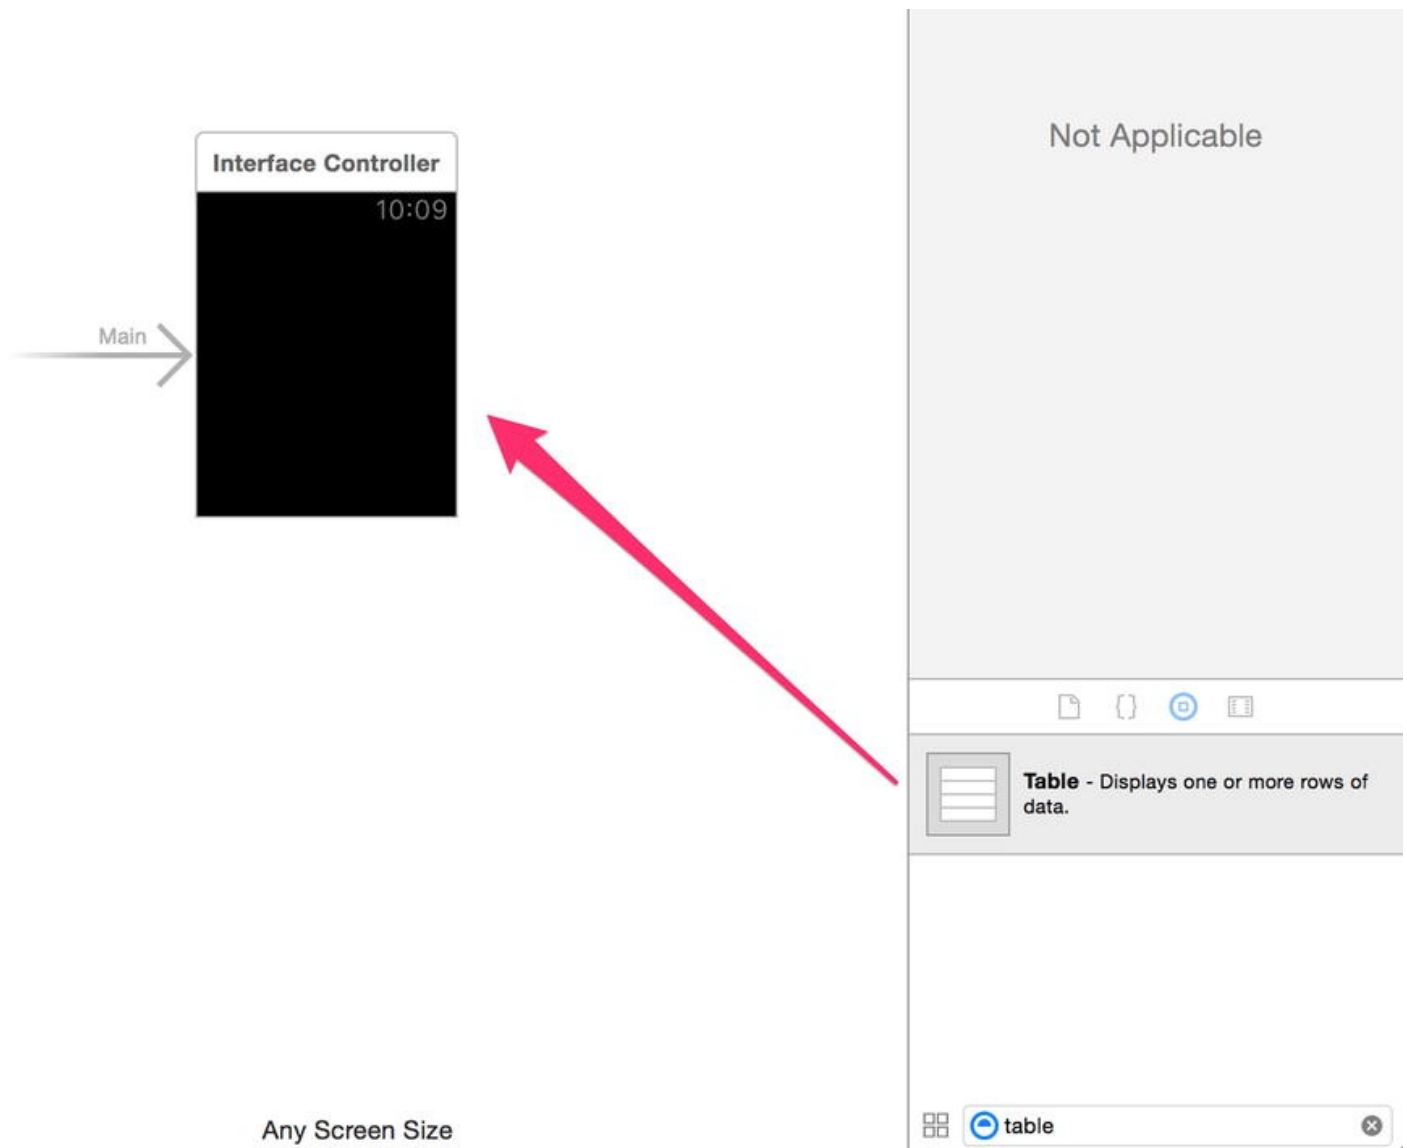 Interface Controller
10:09
Main
Any Screen Size
Not Applicable
Table - Displays one or more rows of
data.
table